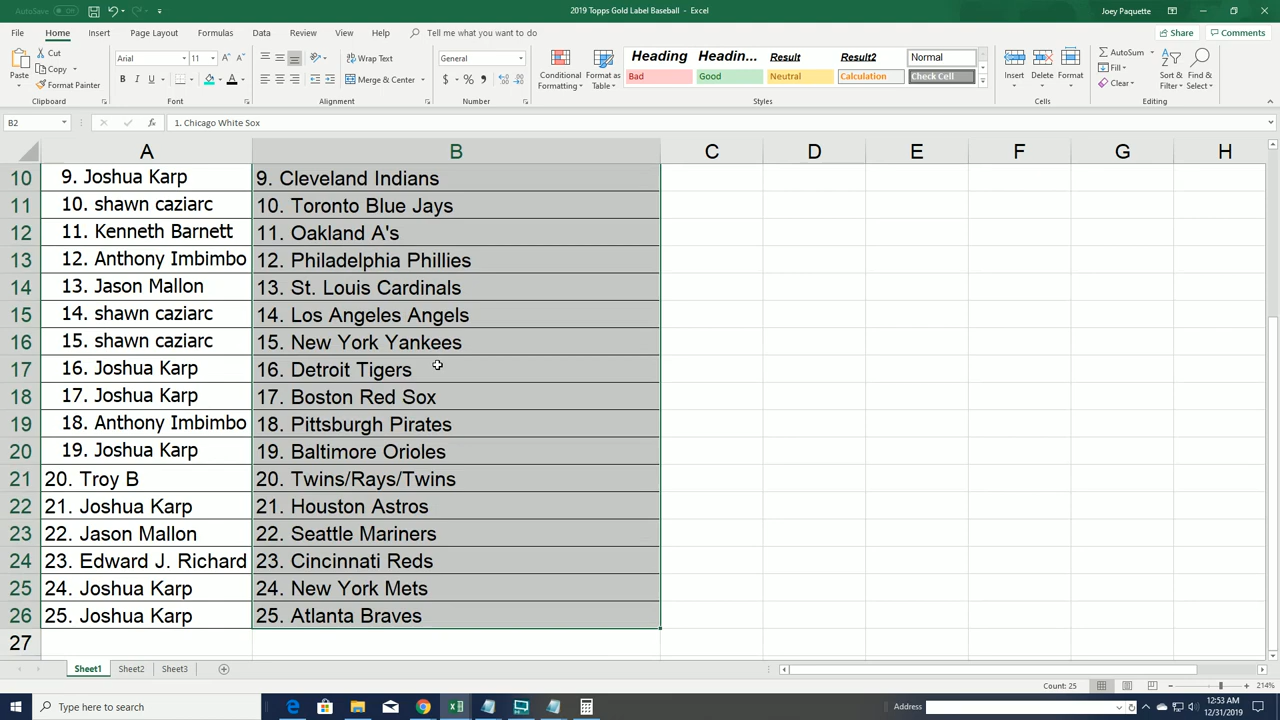 AutoSave Off
2019 Topps Gold Label Baseball - Excel
Joey Paquette
File Home Insert Page Layout Formulas Data Review View Help Tell me what you want to do
Share Comments
Paste
Cut
Copy
Format Painter
Clipboard
Arial 11
B I U
Font
Wrap Text
Merge & Center
Alignment
General
$ % ,
Number
Conditional Formatting
Format as Table
Heading Headin... Result Result2 Normal
Bad Good Neutral Calculation Check Cell
Styles
Insert Delete Format
Cells
AutoSum
Fill
Clear
Sort & Filter
Find & Select
Editing
B2 fx 1. Chicago White Sox
A B C D E F G H
10 9. Joshua Karp 9. Cleveland Indians
11 10. shawn caziarc 10. Toronto Blue Jays
12 11. Kenneth Barnett 11. Oakland A's
13 12. Anthony Imbimbo 12. Philadelphia Phillies
14 13. Jason Mallon 13. St. Louis Cardinals
15 14. shawn caziarc 14. Los Angeles Angels
16 15. shawn caziarc 15. New York Yankees
17 16. Joshua Karp 16. Detroit Tigers
18 17. Joshua Karp 17. Boston Red Sox
19 18. Anthony Imbimbo 18. Pittsburgh Pirates
20 19. Joshua Karp 19. Baltimore Orioles
21 20. Troy B 20. Twins/Rays/Twins
22 21. Joshua Karp 21. Houston Astros
23 22. Jason Mallon 22. Seattle Mariners
24 23. Edward J. Richard 23. Cincinnati Reds
25 24. Joshua Karp 24. New York Mets
26 25. Joshua Karp 25. Atlanta Braves
27
Sheet1 Sheet2 Sheet3
Count: 25
214%
Type here to search
Address
12:53 AM
12/31/2019